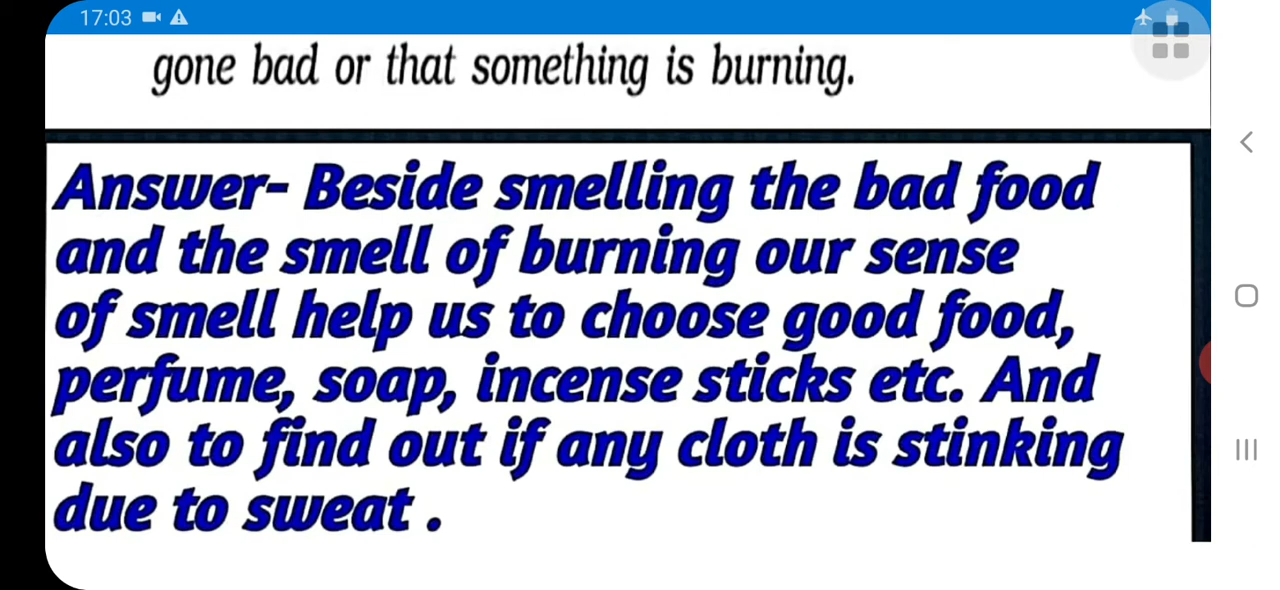 17:03
gone bad or that something is burning.
Answer- Beside smelling the bad food
and the smell of burning our sense
of smell help us to choose good food,
perfume, soap, incense sticks etc. And
also to find out if any cloth is stinking
due to sweat .